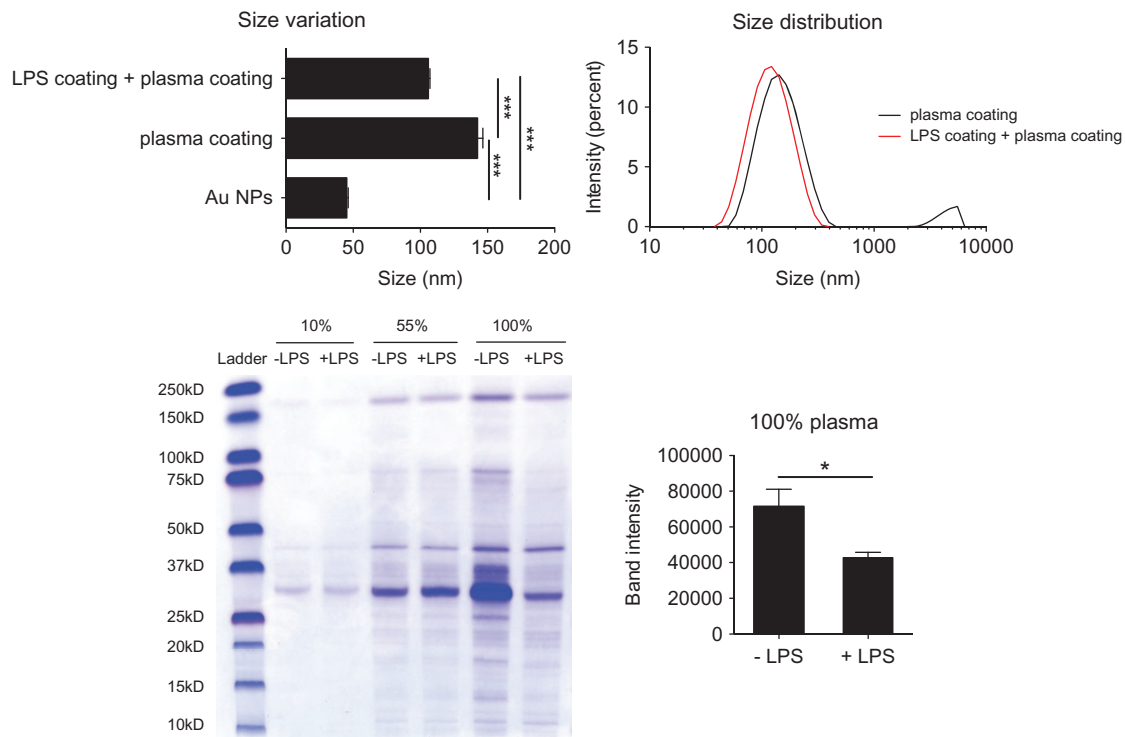 Size variation
LPS coating + plasma coating
plasma coating
Au NPs
***
***
***
0 50 100 150 200
Size (nm)
Size distribution
15
10
5
0
Intensity (percent)
10 100 1000 10000
Size (nm)
plasma coating
LPS coating + plasma coating
10% 55% 100%
Ladder -LPS +LPS -LPS +LPS -LPS +LPS
250kD
150kD
100kD
75kD
50kD
37kD
25kD
20kD
15kD
10kD
100% plasma
*
100000
80000
60000
40000
20000
0
Band intensity
- LPS + LPS